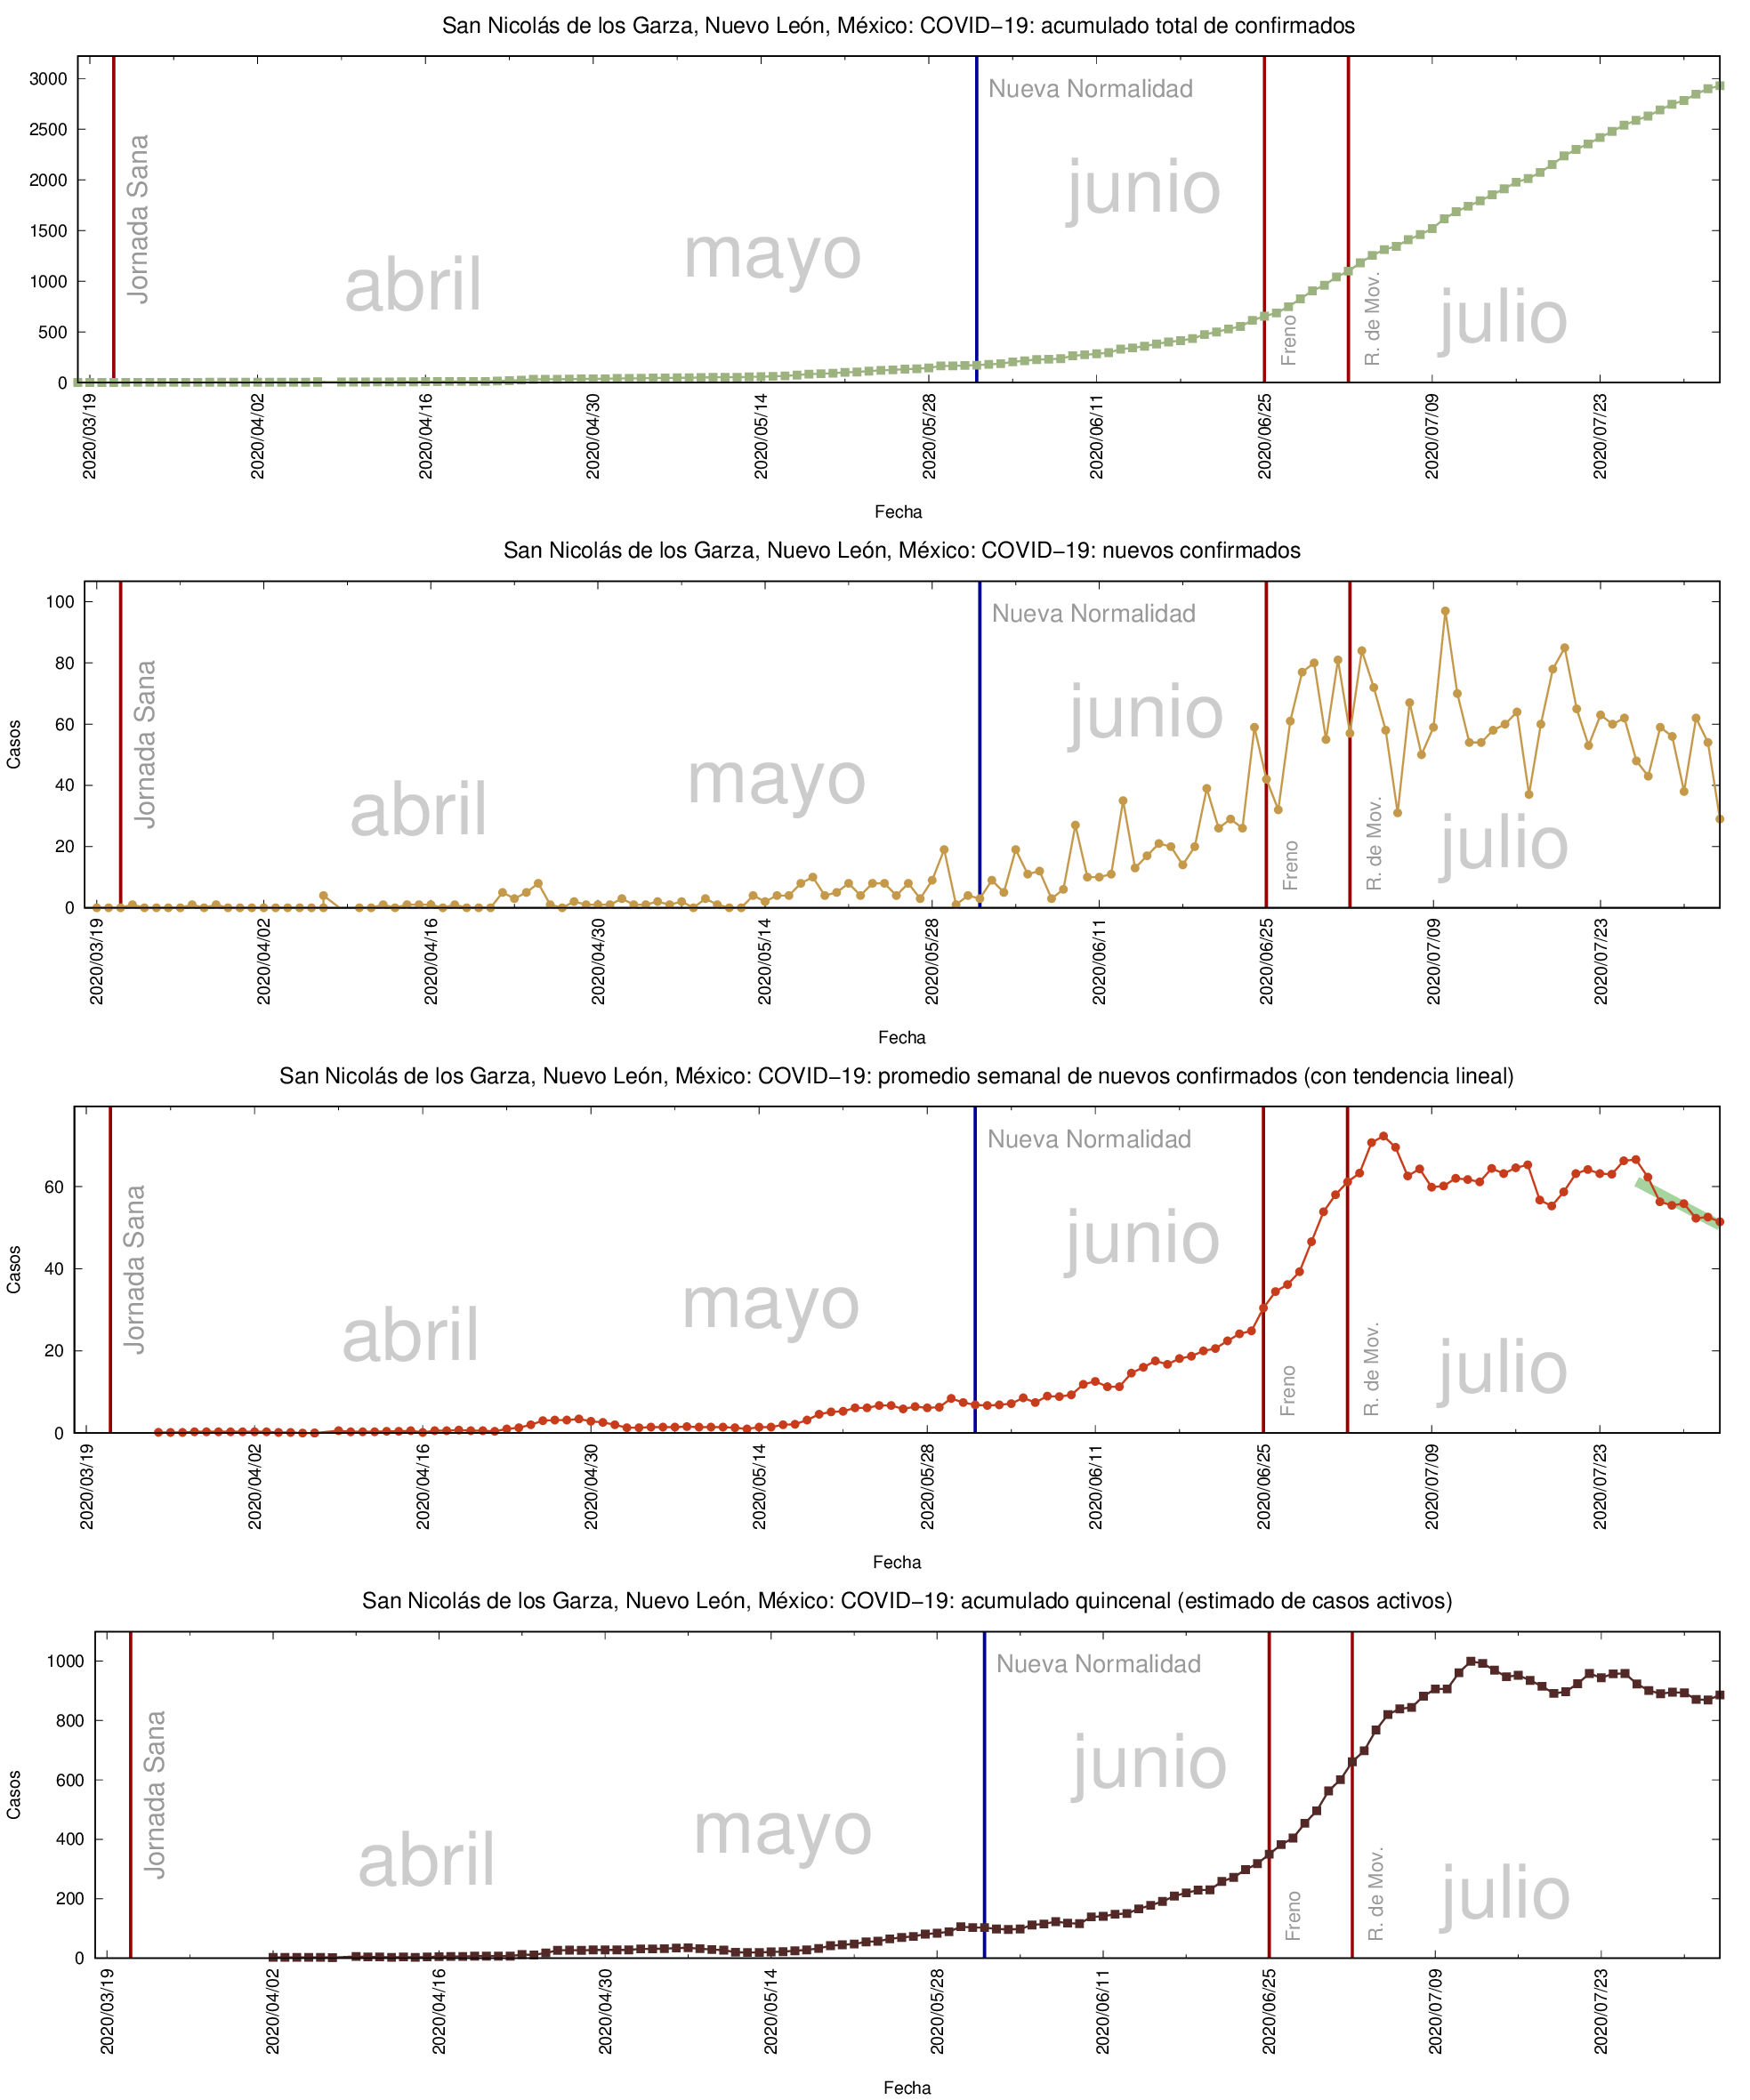 San Nicolás de los Garza, Nuevo León, México: COVID−19: acumulado total de confirmados
3000
2500
2000
1500
1000
500
0
Jornada Sana
abril
mayo
Nueva Normalidad
junio
Freno
R. de Mov.
julio
2020/03/19
2020/04/02
2020/04/16
2020/04/30
2020/05/14
2020/05/28
2020/06/11
2020/06/25
2020/07/09
2020/07/23
Fecha
San Nicolás de los Garza, Nuevo León, México: COVID−19: nuevos confirmados
Casos
100
80
60
40
20
0
Jornada Sana
abril
mayo
Nueva Normalidad
junio
Freno
R. de Mov.
julio
2020/03/19
2020/04/02
2020/04/16
2020/04/30
2020/05/14
2020/05/28
2020/06/11
2020/06/25
2020/07/09
2020/07/23
Fecha
San Nicolás de los Garza, Nuevo León, México: COVID−19: promedio semanal de nuevos confirmados (con tendencia lineal)
Casos
60
40
20
0
Jornada Sana
abril
mayo
Nueva Normalidad
junio
Freno
R. de Mov.
julio
2020/03/19
2020/04/02
2020/04/16
2020/04/30
2020/05/14
2020/05/28
2020/06/11
2020/06/25
2020/07/09
2020/07/23
Fecha
San Nicolás de los Garza, Nuevo León, México: COVID−19: acumulado quincenal (estimado de casos activos)
Casos
1000
800
600
400
200
0
Jornada Sana
abril
mayo
Nueva Normalidad
junio
Freno
R. de Mov.
julio
2020/03/19
2020/04/02
2020/04/16
2020/04/30
2020/05/14
2020/05/28
2020/06/11
2020/06/25
2020/07/09
2020/07/23
Fecha